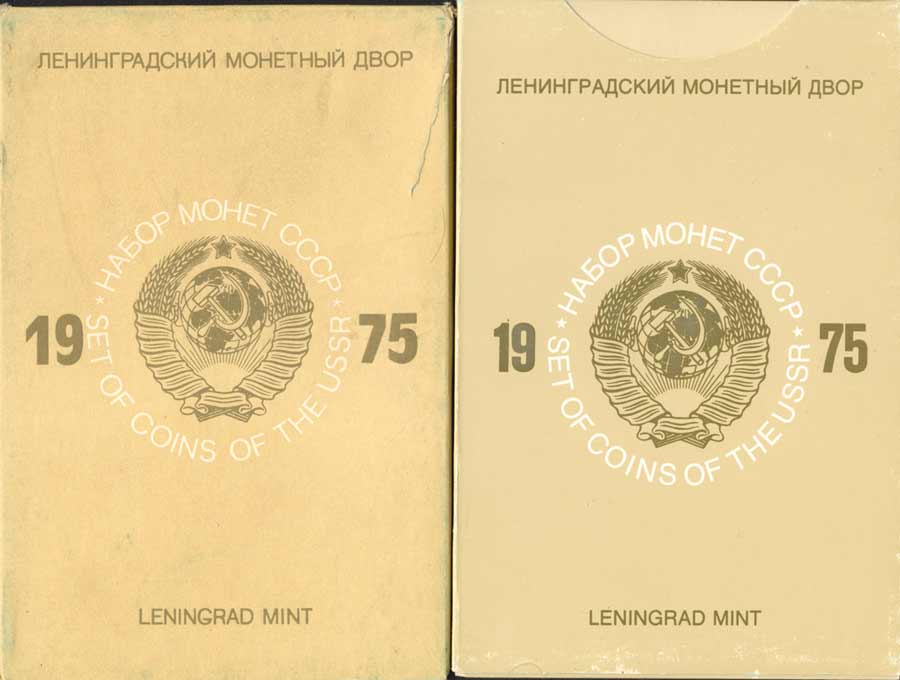 ЛЕНИНГРАДСКИЙ МОНЕТНЫЙ ДВОР
* НАБОР МОНЕТ СССР *
19 75
SET OF COINS OF THE USSR
LENINGRAD MINT
ЛЕНИНГРАДСКИЙ МОНЕТНЫЙ ДВОР
* НАБОР МОНЕТ СССР *
19 75
SET OF COINS OF THE USSR
LENINGRAD MINT